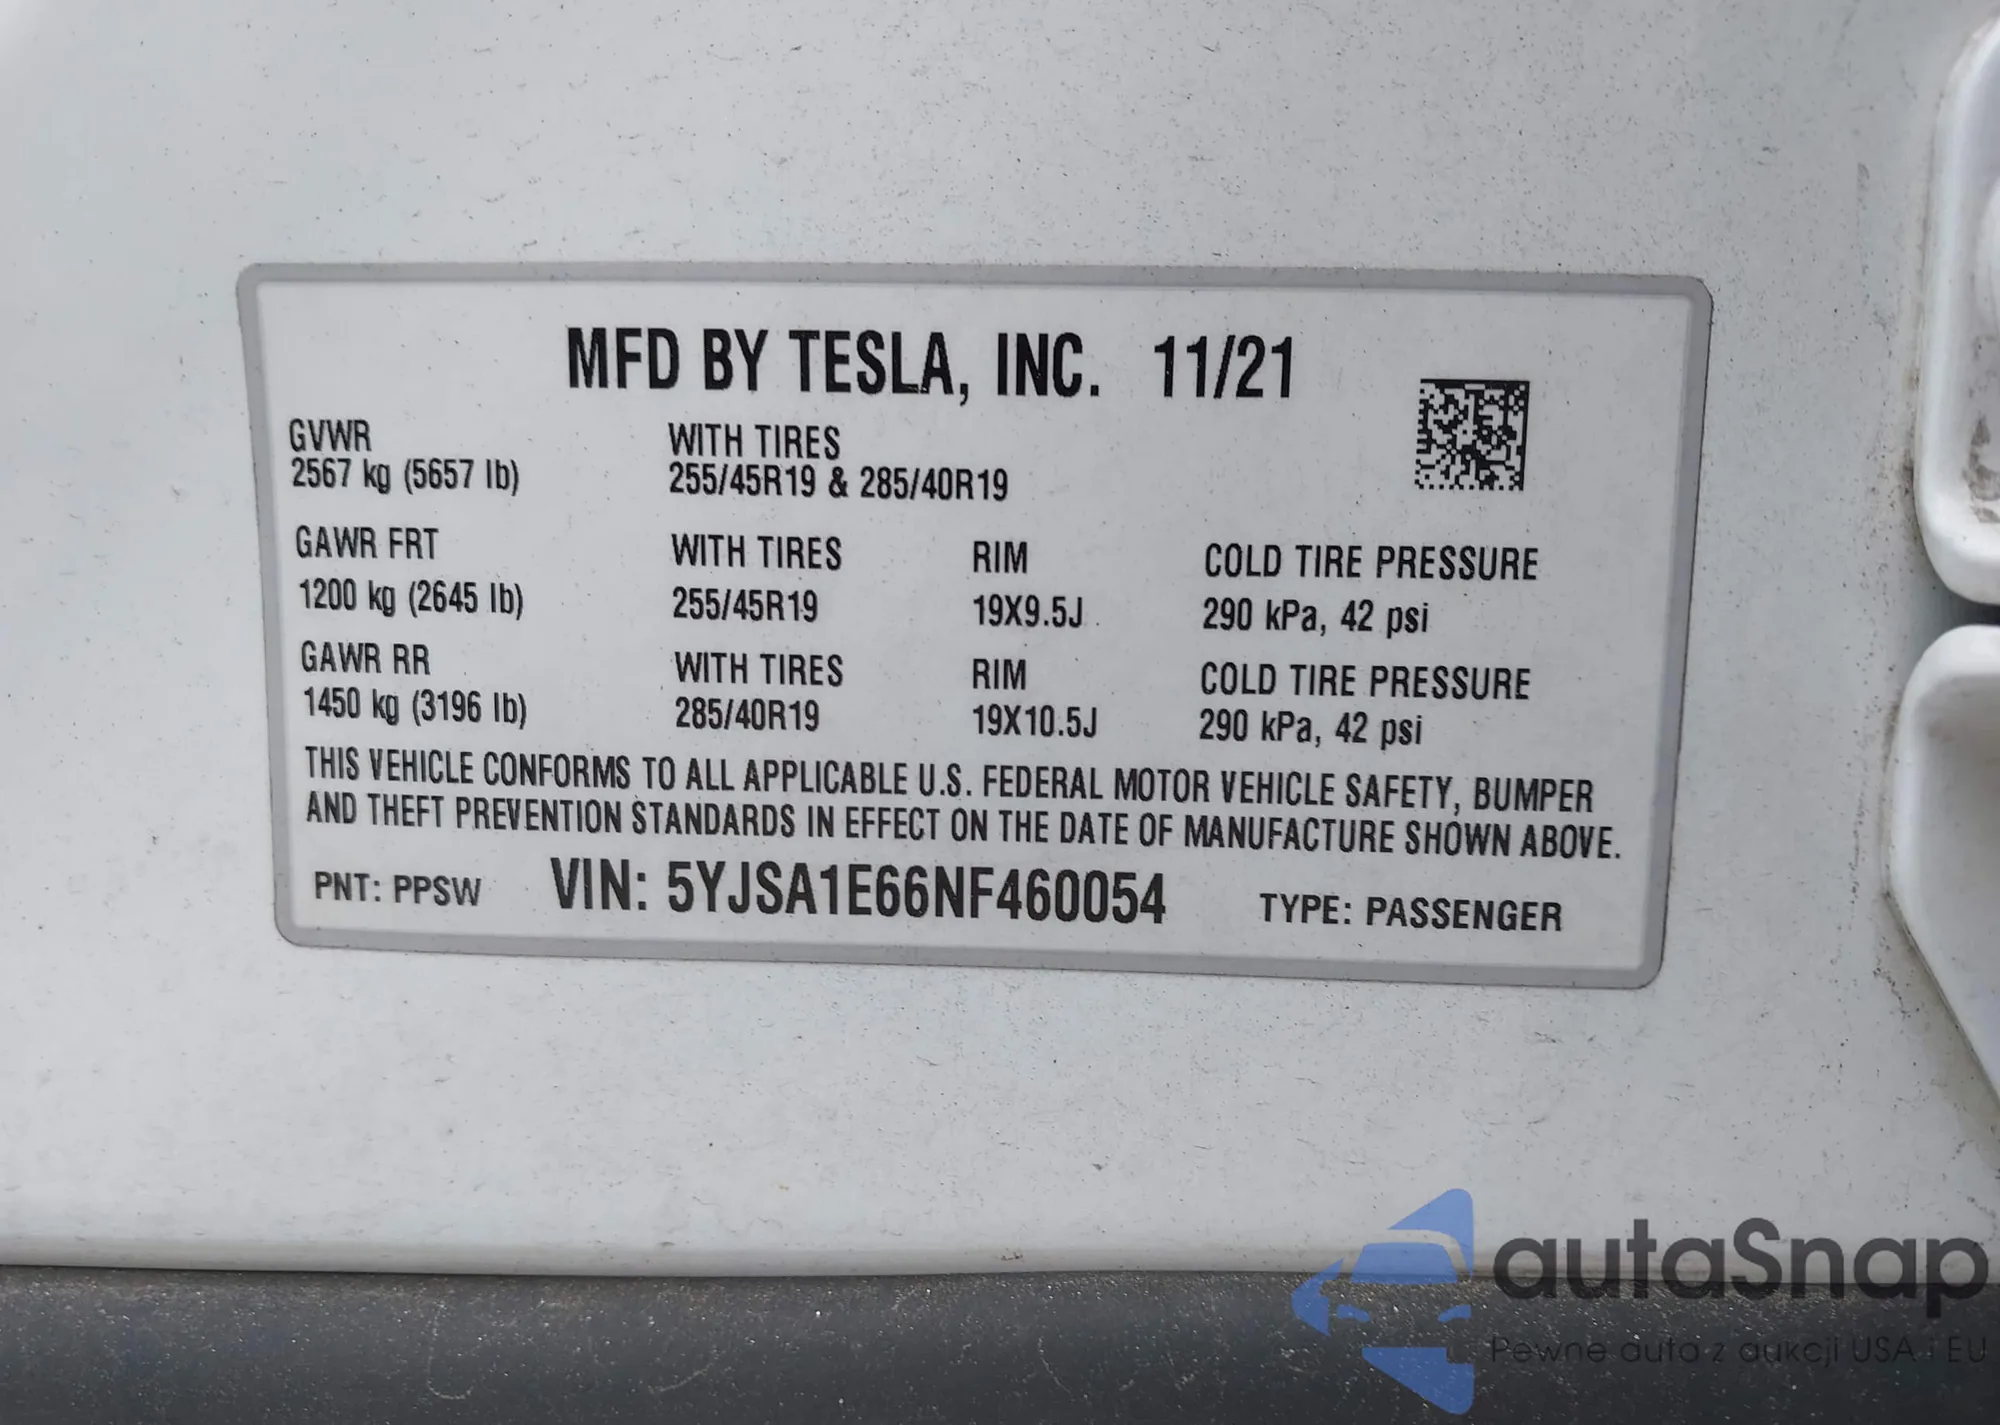 MFD BY TESLA, INC. 11/21
GVWR WITH TIRES
2567 kg (5657 lb) 255/45R19 & 285/40R19
GAWR FRT WITH TIRES RIM COLD TIRE PRESSURE
1200 kg (2645 lb) 255/45R19 19X9.5J 290 kPa, 42 psi
GAWR RR WITH TIRES RIM COLD TIRE PRESSURE
1450 kg (3196 lb) 285/40R19 19X10.5J 290 kPa, 42 psi
THIS VEHICLE CONFORMS TO ALL APPLICABLE U.S. FEDERAL MOTOR VEHICLE SAFETY, BUMPER
AND THEFT PREVENTION STANDARDS IN EFFECT ON THE DATE OF MANUFACTURE SHOWN ABOVE.
PNT: PPSW VIN: 5YJSA1E66NF460054 TYPE: PASSENGER
autaSnap
Pewne auta z aukcji USA i EU